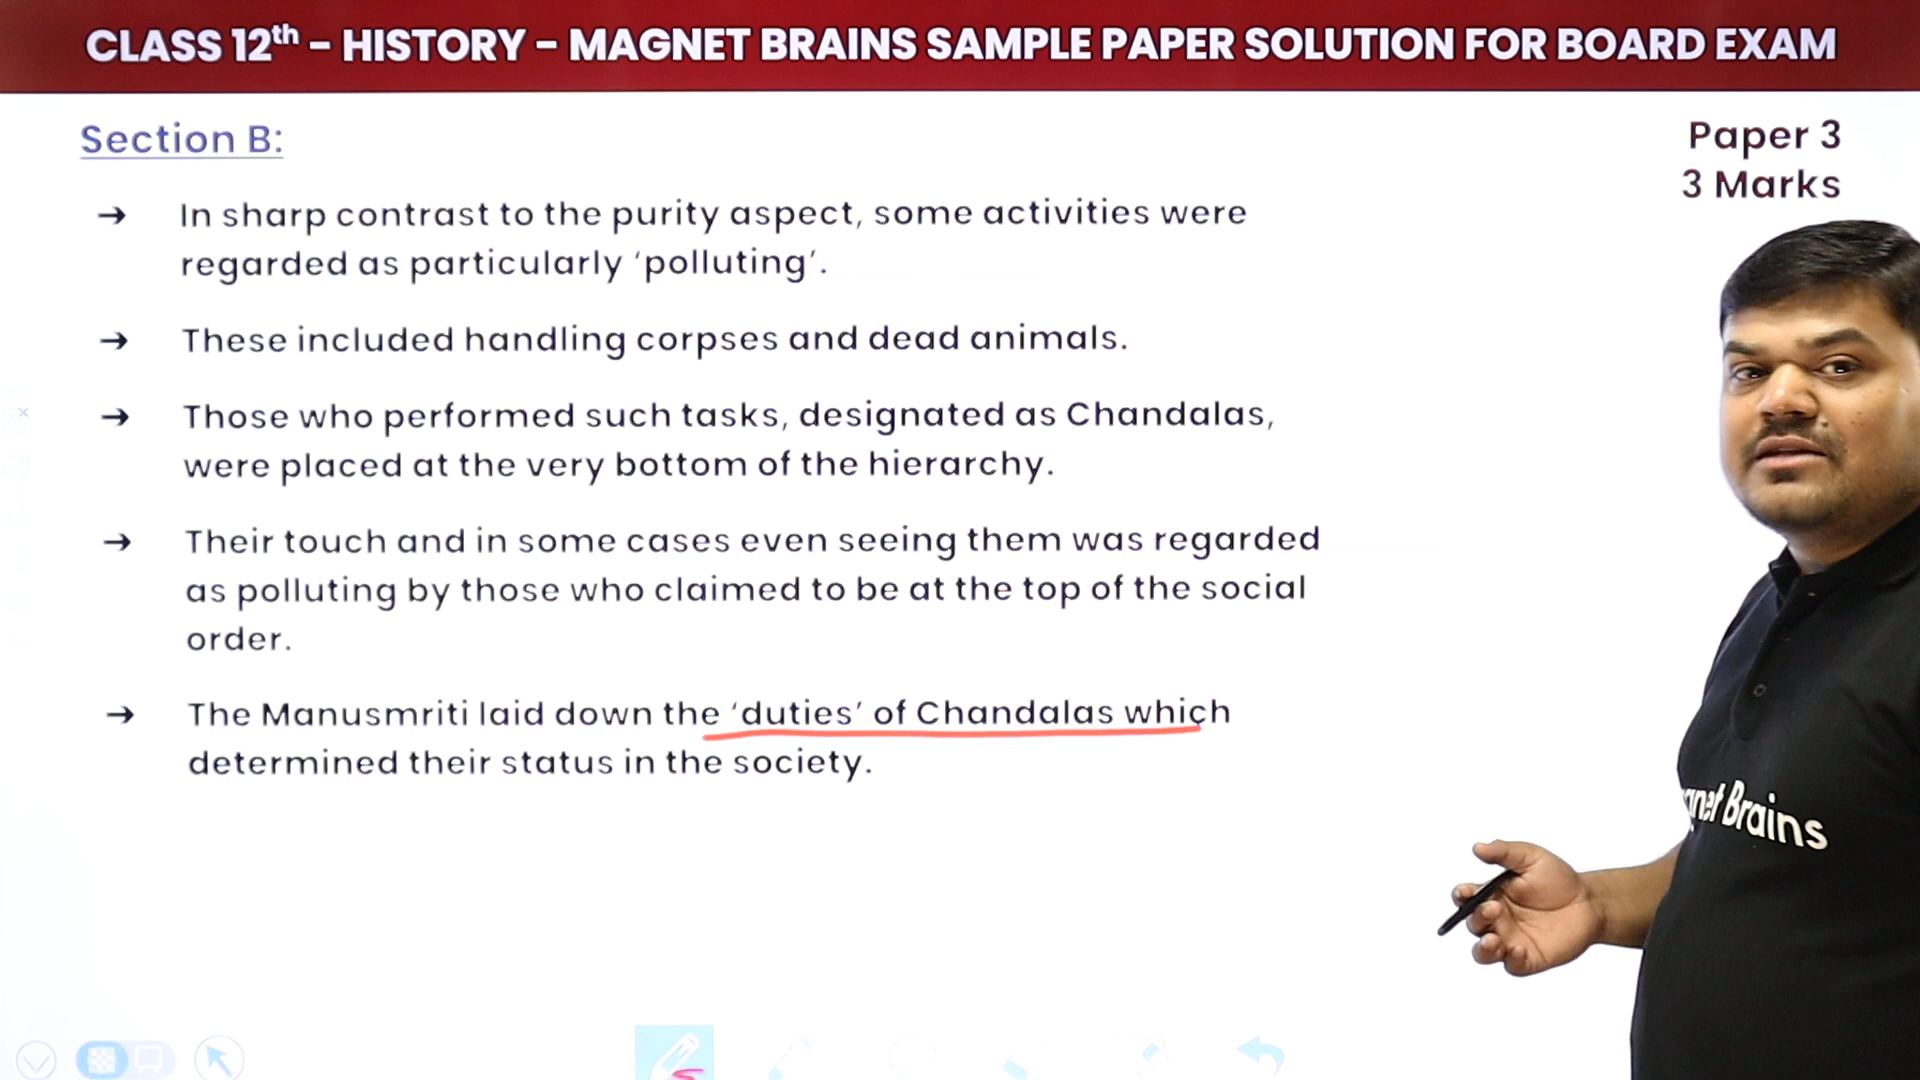 CLASS 12th – HISTORY – MAGNET BRAINS SAMPLE PAPER SOLUTION FOR BOARD EXAM
Section B:
Paper 3
3 Marks
→ In sharp contrast to the purity aspect, some activities were
regarded as particularly ‘polluting’.
→ These included handling corpses and dead animals.
→ Those who performed such tasks, designated as Chandalas,
were placed at the very bottom of the hierarchy.
→ Their touch and in some cases even seeing them was regarded
as polluting by those who claimed to be at the top of the social
order.
→ The Manusmriti laid down the ‘duties’ of Chandalas which
determined their status in the society.
gnet Brains